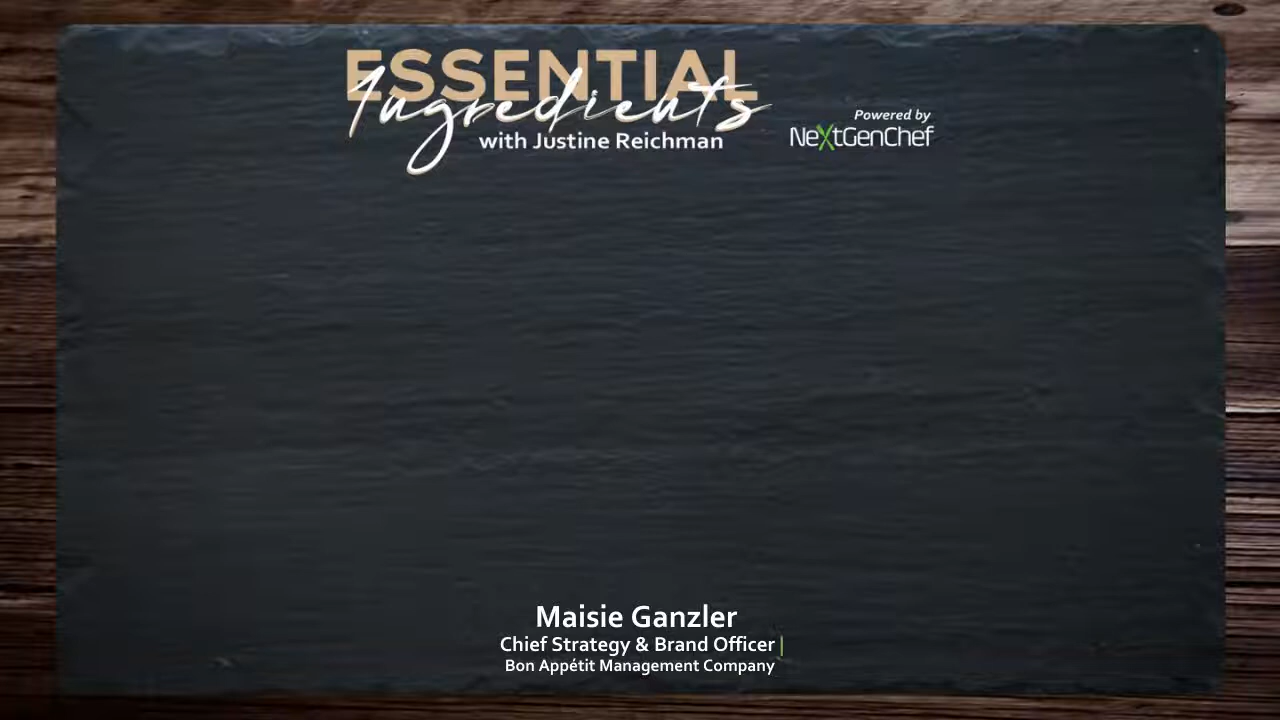 ESSENTIAL
Ingredients
with Justine Reichman
Powered by
NeXtGenChef
Maisie Ganzler
Chief Strategy & Brand Officer |
Bon Appétit Management Company